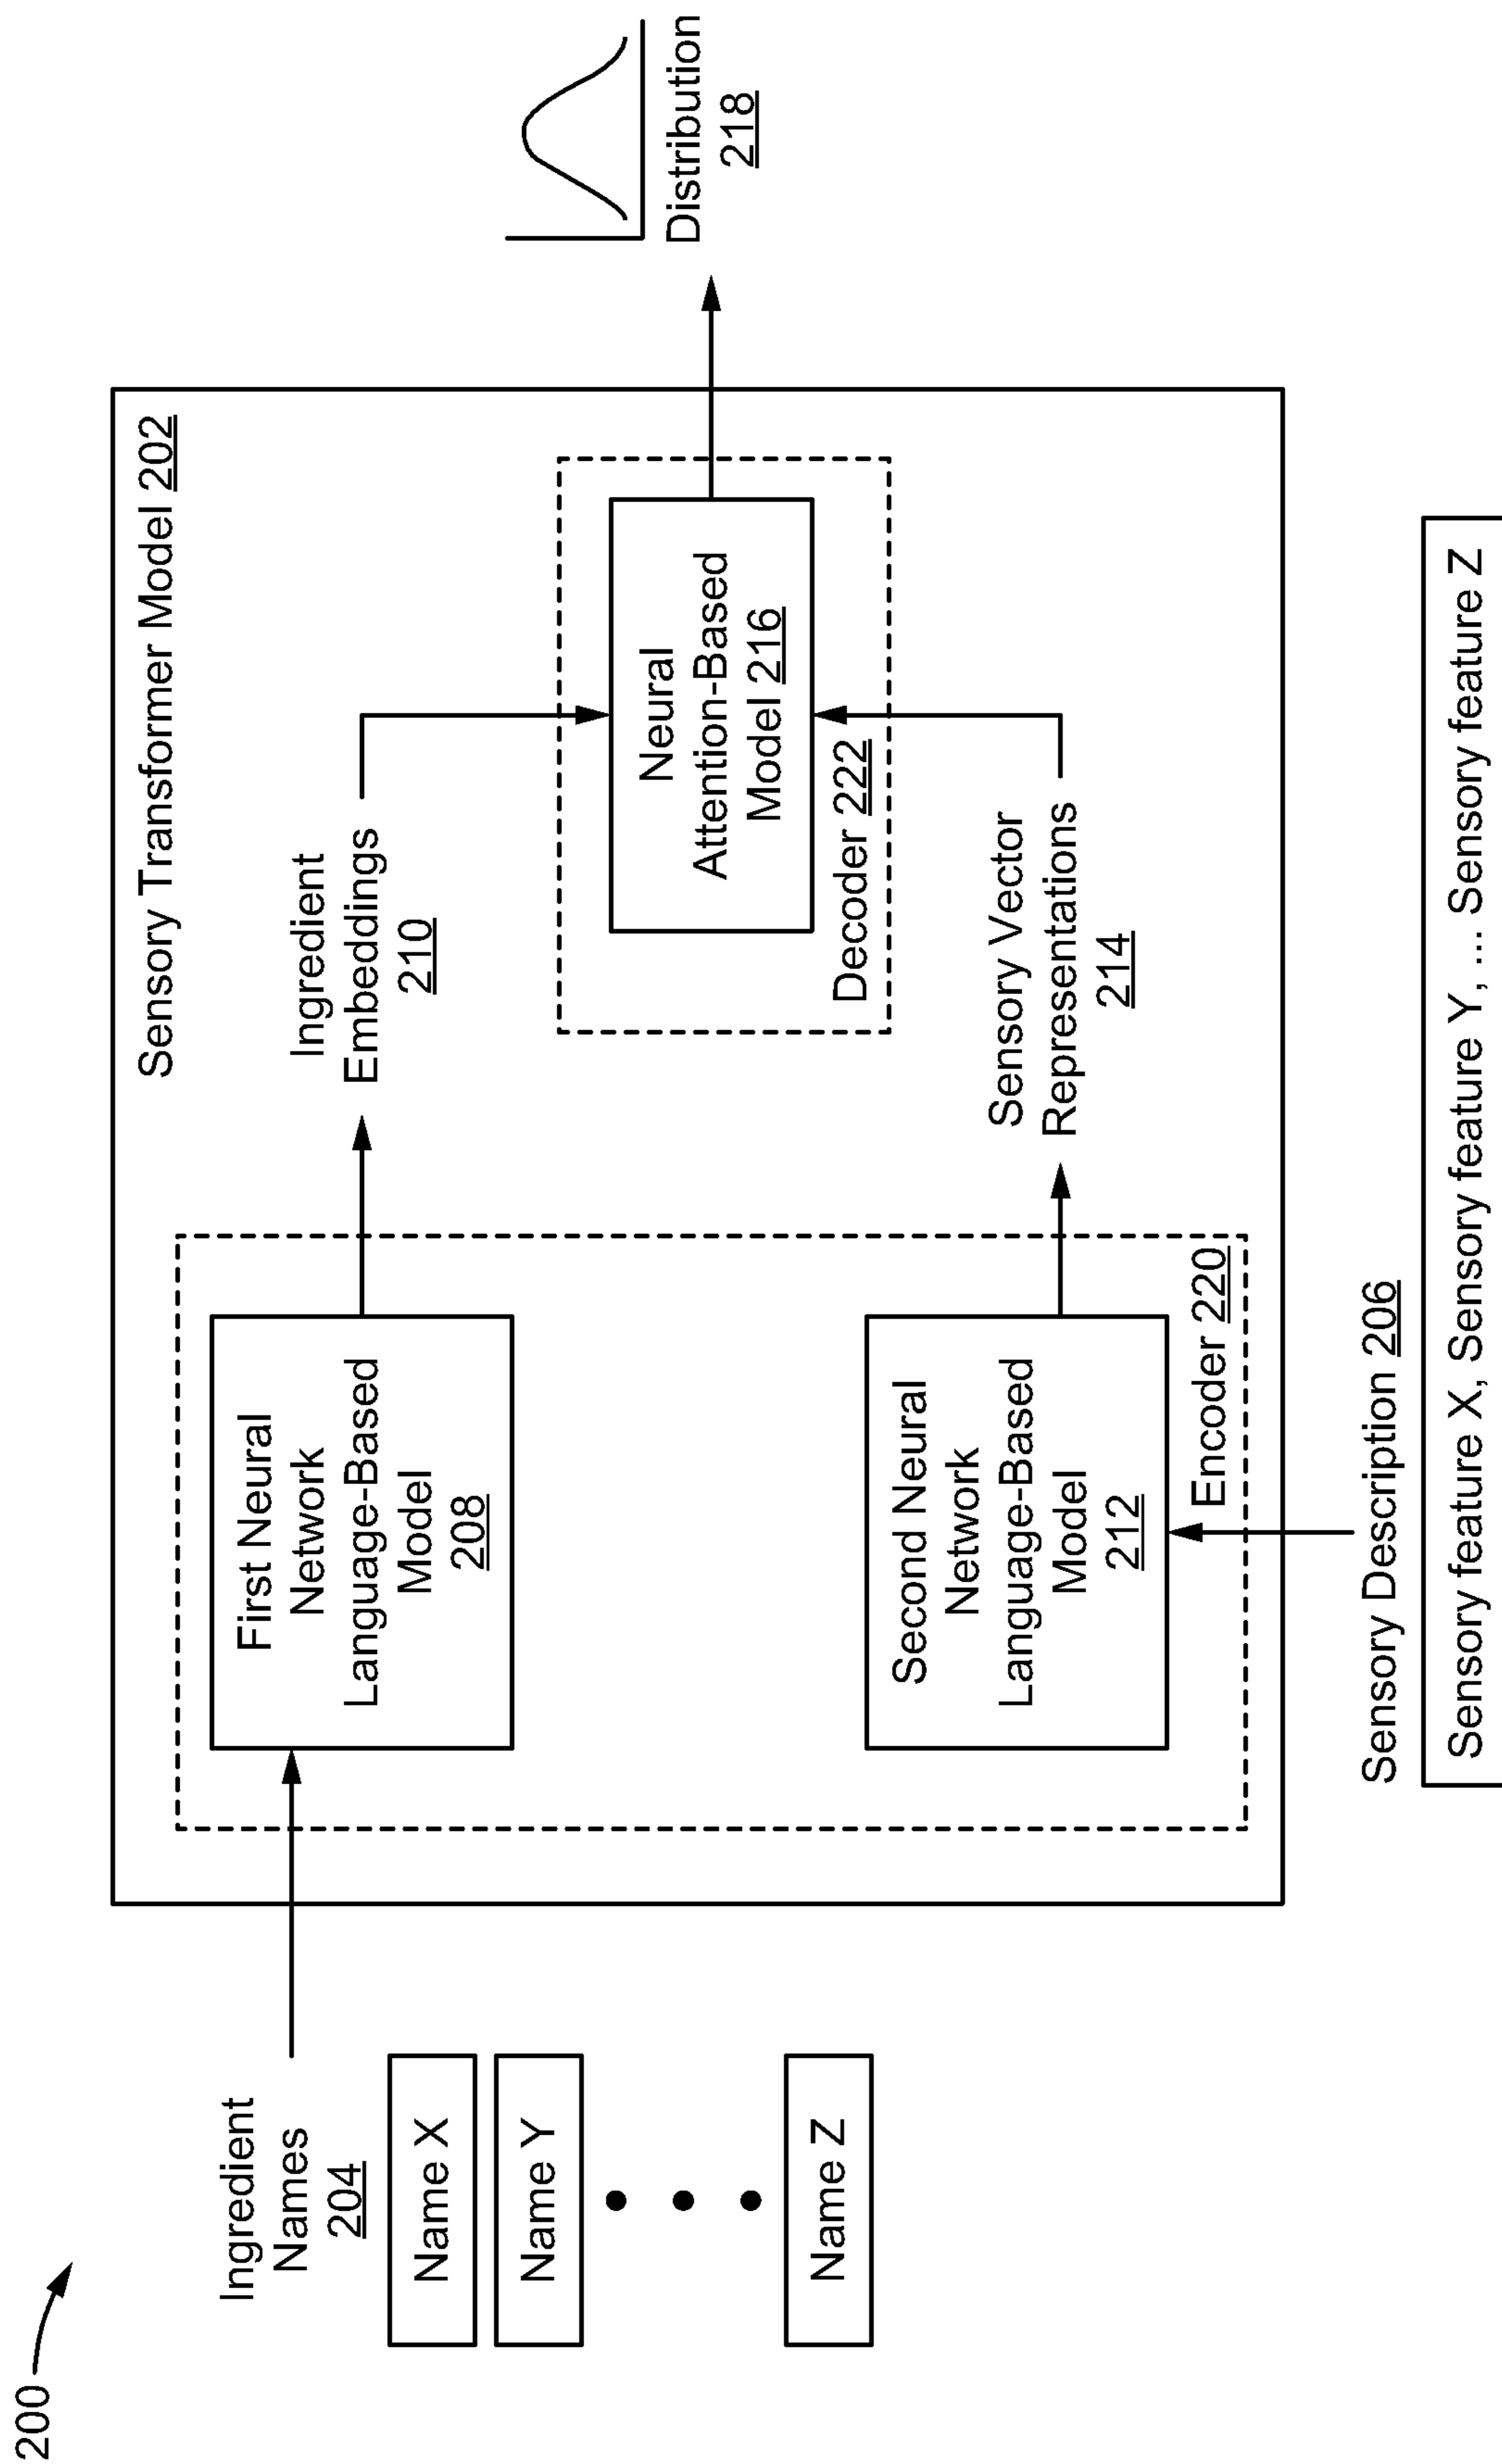 200
Sensory Transformer Model 202
Ingredient
Names
204
Name X
Name Y
Name Z
First Neural
Network
Language-Based
Model
208
Ingredient
Embeddings
210
Second Neural
Network
Language-Based
Model
212
Encoder 220
Sensory Vector
Representations
214
Neural
Attention-Based
Model 216
Decoder 222
Distribution
218
Sensory Description 206
Sensory feature X, Sensory feature Y, ... Sensory feature Z